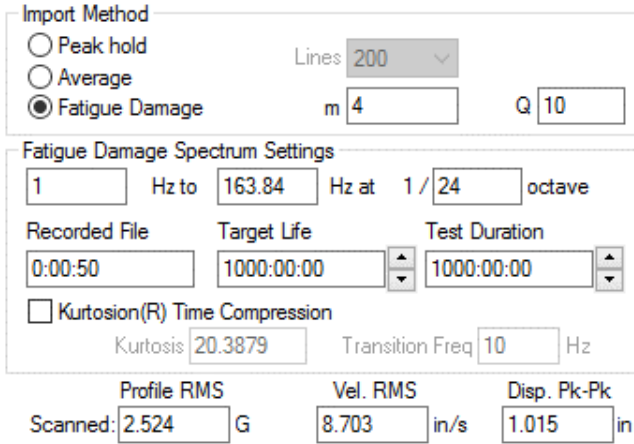 Import Method
Peak hold
Lines 200
Average
Fatigue Damage m 4 Q 10
Fatigue Damage Spectrum Settings
1 Hz to 163.84 Hz at 1 / 24 octave
Recorded File Target Life Test Duration
0:00:50 1000:00:00 1000:00:00
Kurtosion(R) Time Compression
Kurtosis 20.3879 Transition Freq 10 Hz
Profile RMS Vel. RMS Disp. Pk-Pk
Scanned: 2.524 G 8.703 in/s 1.015 in